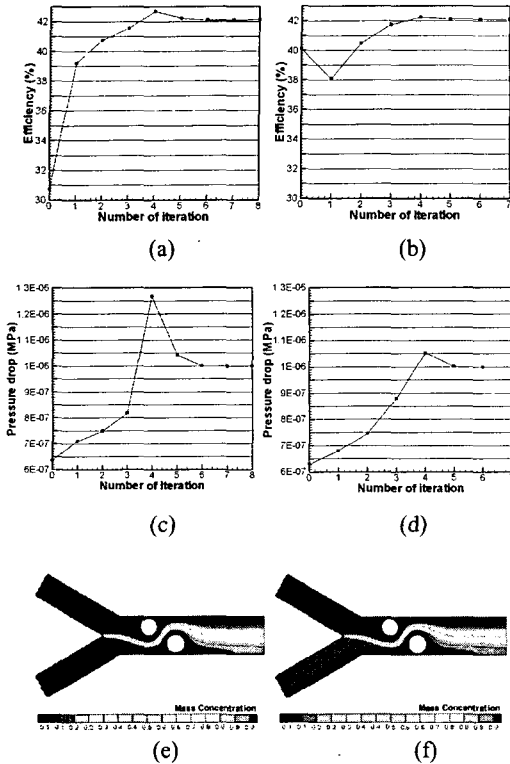 42
40
38
36
34
32
30
Efficiency (%)
0 1 2 3 4 5 6 7 8
Number of iteration
(a)
42
40
38
36
34
32
30
Efficiency (%)
0 1 2 3 4 5 6 7
Number of iteration
(b)
1.3E-06
1.2E-06
1.1E-06
1E-06
9E-07
8E-07
7E-07
6E-07
Pressure drop (MPa)
0 1 2 3 4 5 6 7 8
Number of iteration
(c)
1.3E-06
1.2E-06
1.1E-06
1E-06
9E-07
8E-07
7E-07
6E-07
Pressure drop (MPa)
0 1 2 3 4 5 6
Number of iteration
(d)
Mass Concentration
(e)
Mass Concentration
(f)